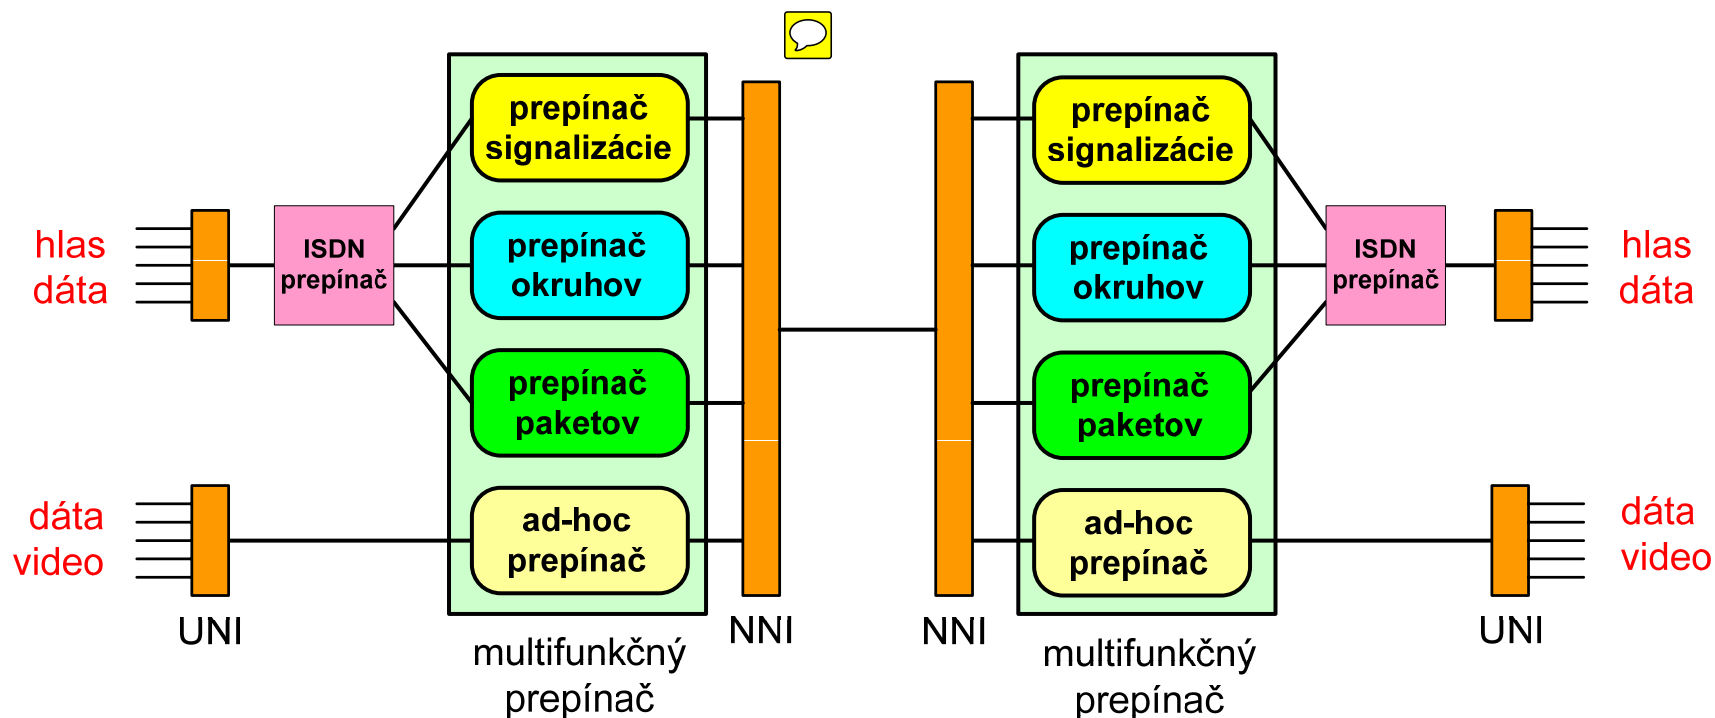 hlas
dáta
dáta
video
UNI
ISDN
prepínač
prepínač
signalizácie
prepínač
okruhov
prepínač
paketov
ad-hoc
prepínač
multifunkčný
prepínač
NNI
NNI
prepínač
signalizácie
prepínač
okruhov
prepínač
paketov
ad-hoc
prepínač
multifunkčný
prepínač
ISDN
prepínač
hlas
dáta
dáta
video
UNI